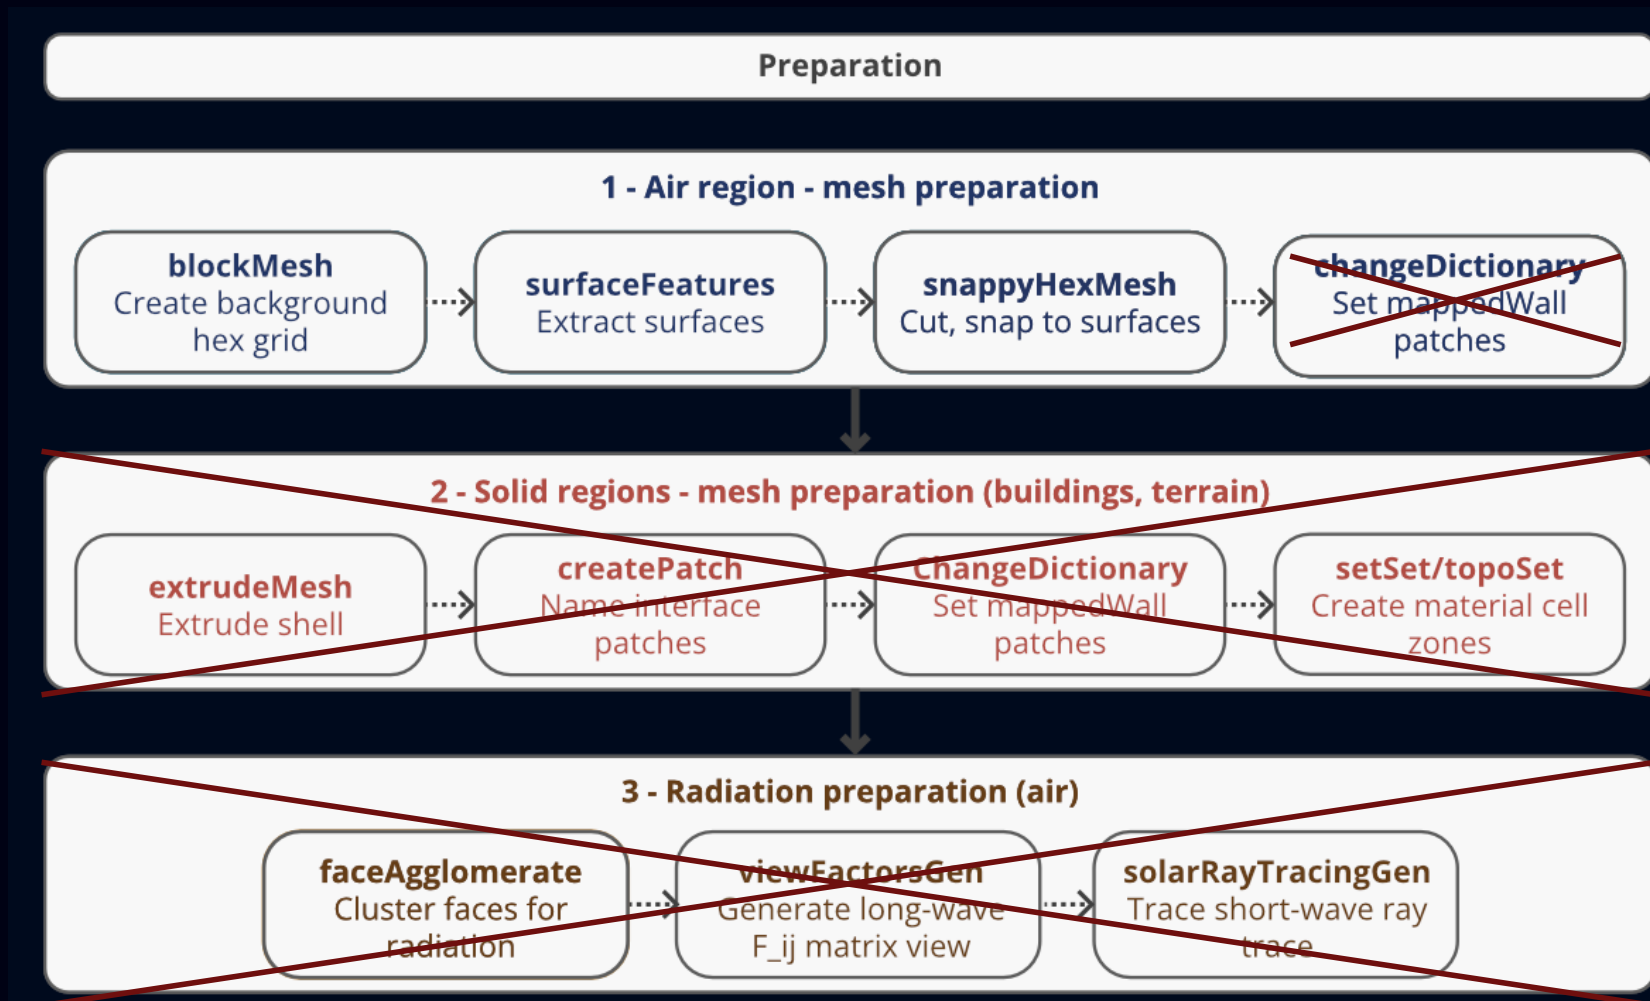 Preparation
1 - Air region - mesh preparation
blockMesh
Create background
hex grid
surfaceFeatures
Extract surfaces
snappyHexMesh
Cut, snap to surfaces
changeDictionary
Set mappedWall
patches
2 - Solid regions - mesh preparation (buildings, terrain)
extrudeMesh
Extrude shell
createPatch
Name interface
patches
ChangeDictionary
Set mappedWall
patches
setSet/topoSet
Create material cell
zones
3 - Radiation preparation (air)
faceAgglomerate
Cluster faces for
radiation
viewFactorsGen
Generate long-wave
F_ij matrix view
solarRayTracingGen
Trace short-wave ray
trace